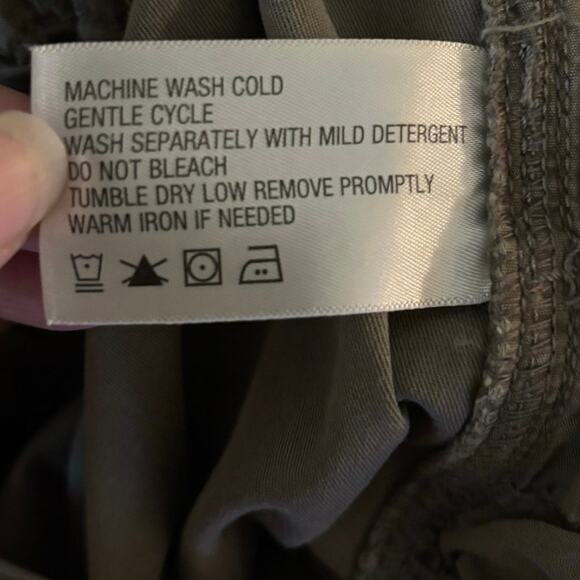 MACHINE WASH COLD
GENTLE CYCLE
WASH SEPARATELY WITH MILD DETERGENT
DO NOT BLEACH
TUMBLE DRY LOW REMOVE PROMPTLY
WARM IRON IF NEEDED